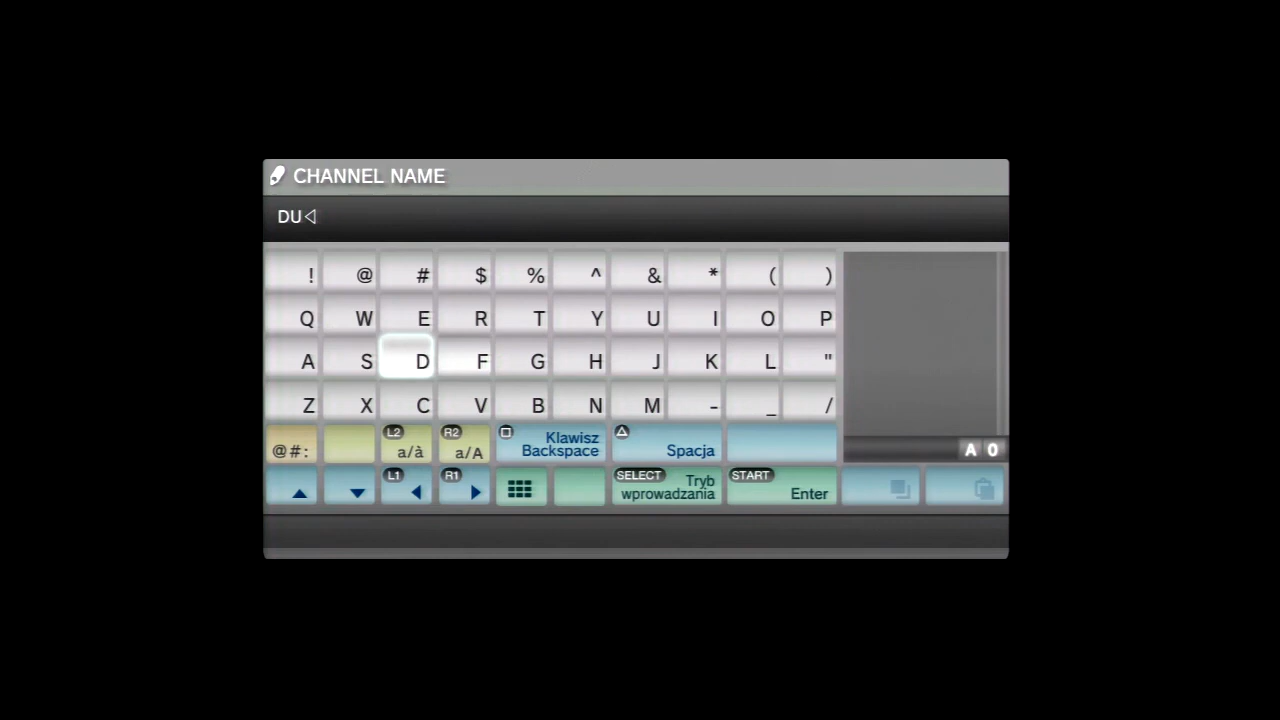 CHANNEL NAME
DU
! @ # $ % ^ & * ( )
Q W E R T Y U I O P
A S D F G H J K L "
Z X C V B N M - _ /
@#: L2 a/à R2 a/A Klawisz Backspace Spacja
L1 R1 SELECT Tryb wprowadzania START Enter
A 0